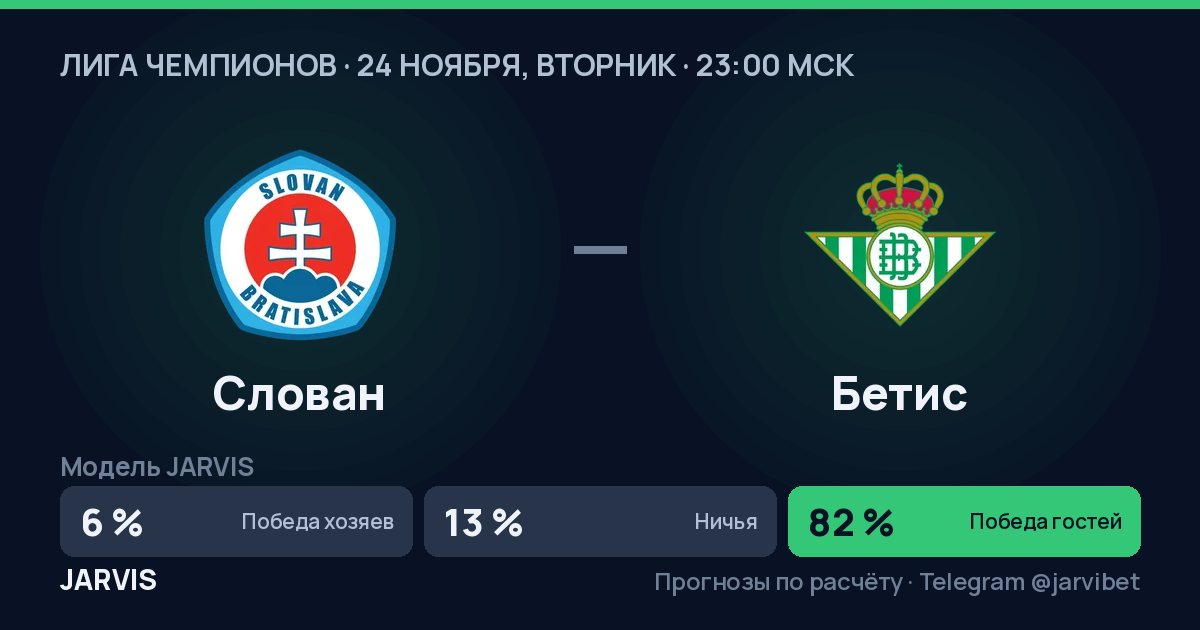 ЛИГА ЧЕМПИОНОВ · 24 НОЯБРЯ, ВТОРНИК · 23:00 МСК
SLOVAN
BRATISLAVA
Слован
Бетис
Модель JARVIS
6 % Победа хозяев
13 % Ничья
82 % Победа гостей
JARVIS
Прогнозы по расчёту · Telegram @jarvibet